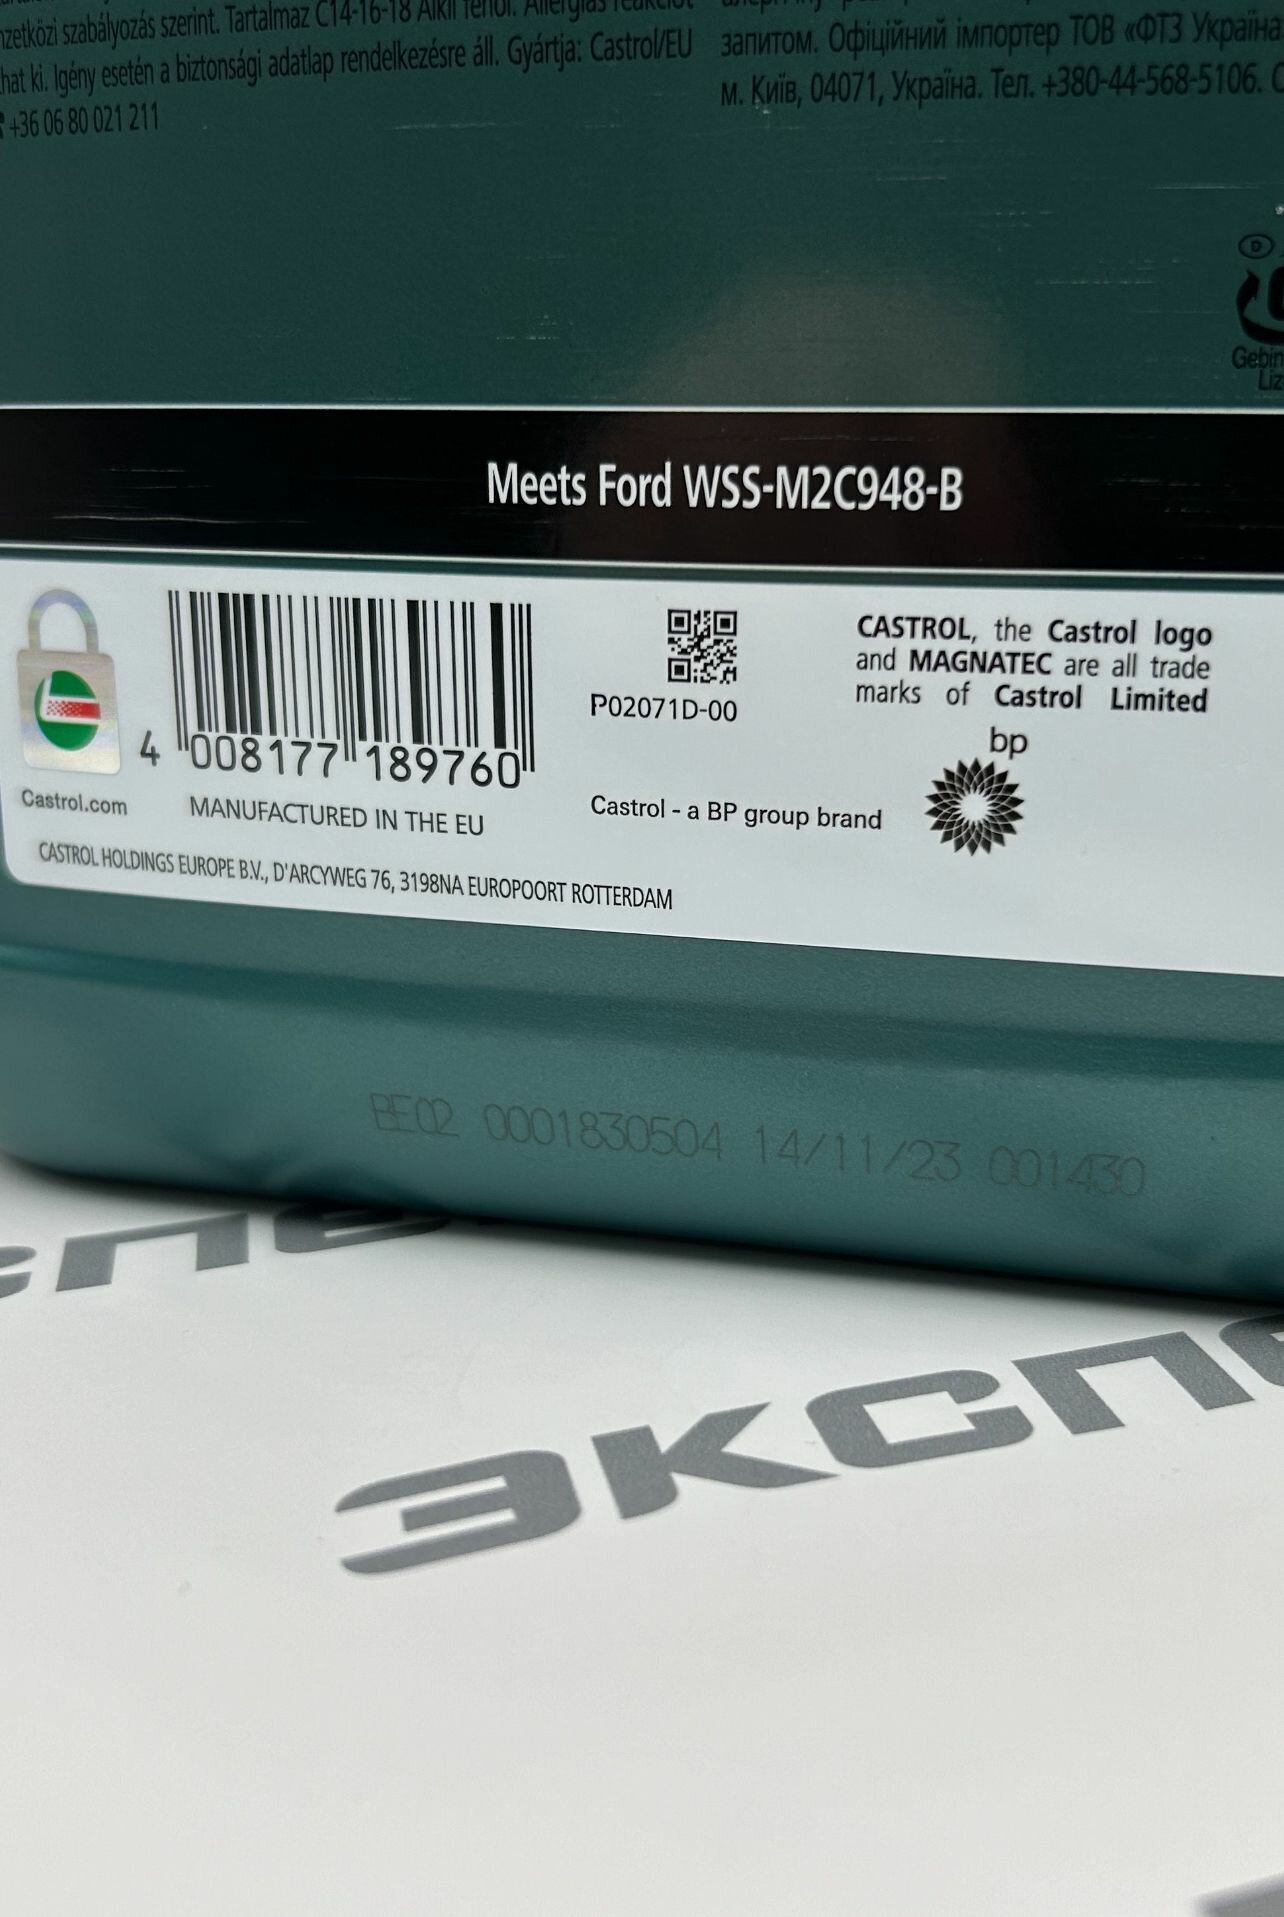 szabályozás szerint. Tartalmaz C14-16-18 Alkil fenol. Allergiás reakciót
ki. Igény esetén a biztonsági adatlap rendelkezésre áll. Gyártja: Castrol/EU
+36 06 80 021 211
запитом. Офіційний імпортер ТОВ «ФТЗ Україна
м. Київ, 04071, Україна. Тел. +380-44-568-5106.
D
Meets Ford WSS-M2C948-B
4 008177 189760
Castrol.com
MANUFACTURED IN THE EU
CASTROL HOLDINGS EUROPE B.V., D'ARCYWEG 76, 3198NA EUROPOORT ROTTERDAM
P02071D-00
Castrol - a BP group brand
CASTROL, the Castrol logo
and MAGNATEC are all trade
marks of Castrol Limited
bp
BE02 0001830504 14/11/23 001430